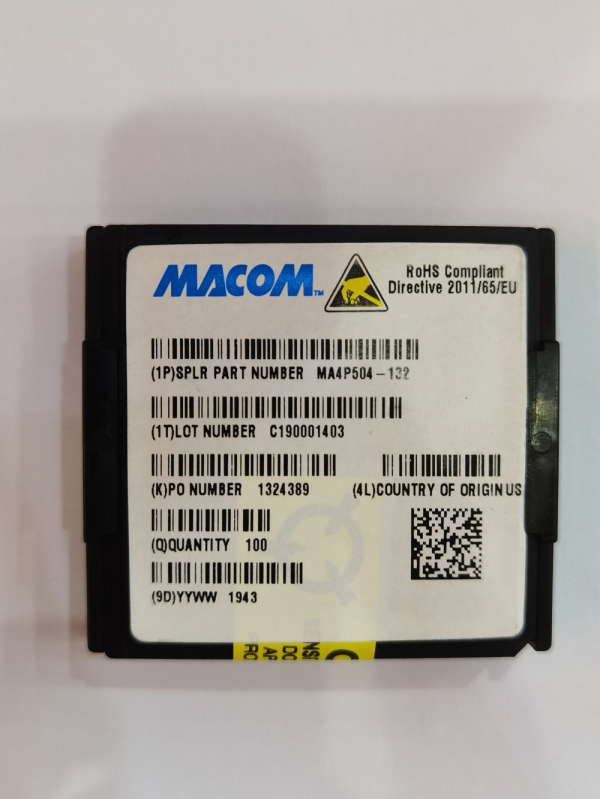 MACOM™
RoHS Compliant
Directive 2011/65/EU
(1P)SPLR PART NUMBER MA4P504-132
(1T)LOT NUMBER C190001403
(K)PO NUMBER 1324389
(4L)COUNTRY OF ORIGIN US
(Q)QUANTITY 100
(9D)YYWW 1943